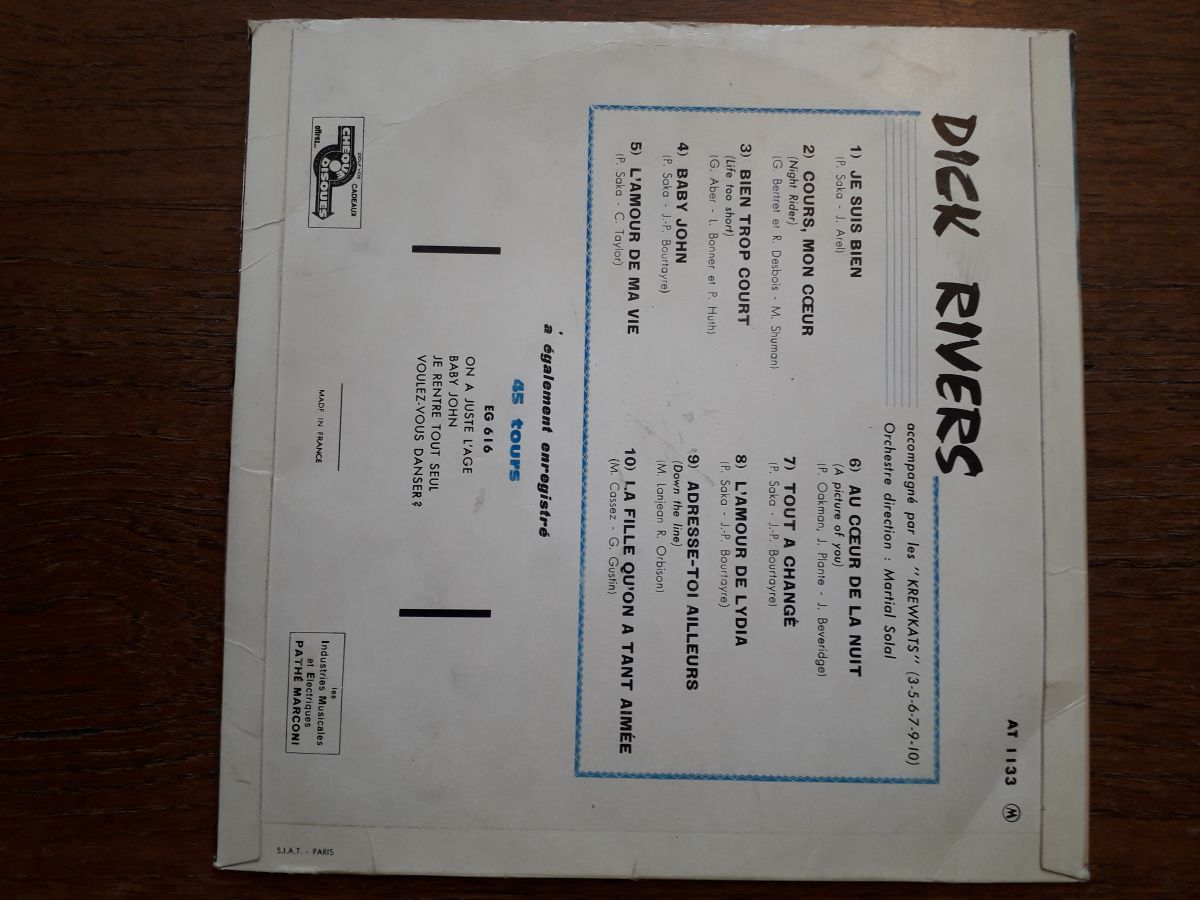 AT 1133 M
DICK RIVERS
accompagné par les "KREWKATS" (3-5-6-7-9-10)
Orchestre direction : Martial Solal
1) JE SUIS BIEN
(P. Saka - J. Arel)
2) COURS, MON CŒUR
(Night Rider)
(G. Bertret et R. Desbois - M. Shuman)
3) BIEN TROP COURT
(Life too short)
(G. Aber - L. Bonner et P. Huth)
4) BABY JOHN
(P. Saka - J.-P. Bourtayre)
5) L'AMOUR DE MA VIE
(P. Saka - C. Taylor)
6) AU CŒUR DE LA NUIT
(A picture of you)
(P. Oakman, J. Plante - J. Beveridge)
7) TOUT A CHANGÉ
(P. Saka - J.-P. Bourtayre)
8) L'AMOUR DE LYDIA
(P. Saka - J.-P. Bourtayre)
9) ADRESSE-TOI AILLEURS
(Down the line)
(M. Lanjean R. Orbison)
10) LA FILLE QU'ON A TANT AIMÉE
(M. Cassez - G. Gustin)
à également enregistré
45 tours
EG 616
ON A JUSTE L'AGE
BABY JOHN
JE RENTRE TOUT SEUL
VOULEZ-VOUS DANSER ?
pour vos CADEAUX
CHEQU'
DISQUES
offrez...
MADE IN FRANCE
les
Industries Musicales
et Electriques
PATHÉ MARCONI
S.I.A.T. - PARIS